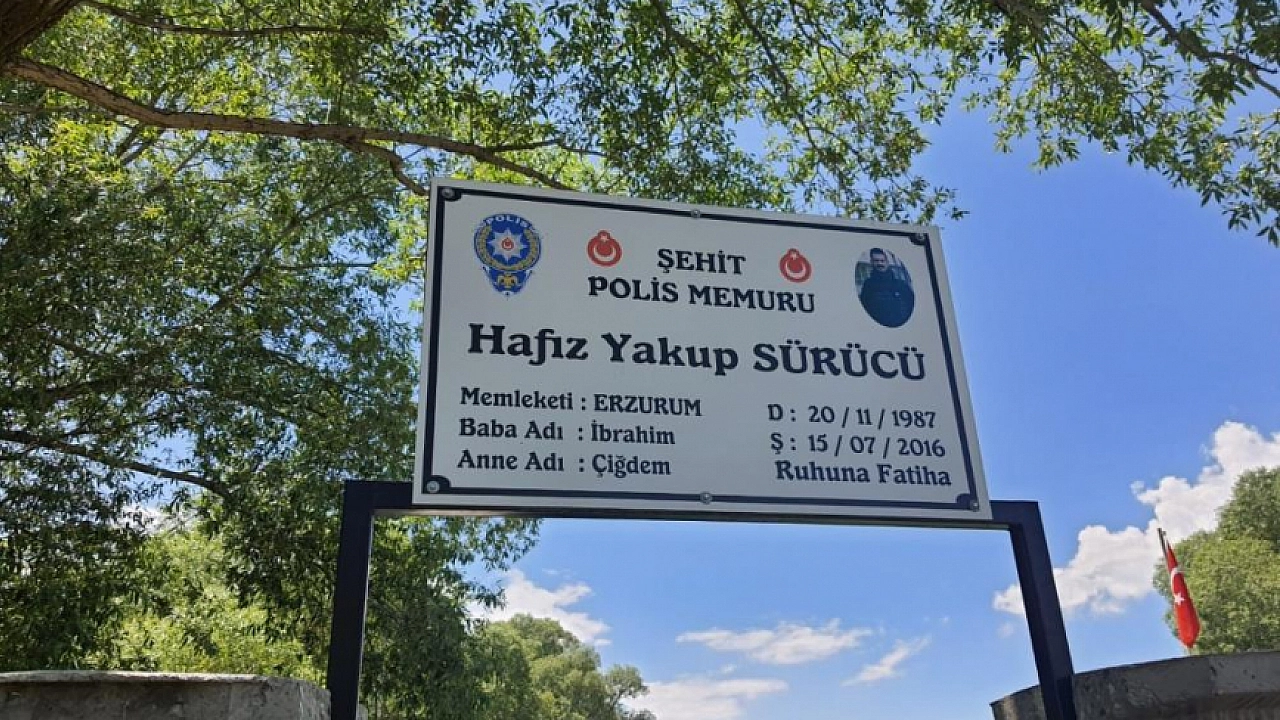 POLİS
ŞEHİT
POLİS MEMURU
Hafız Yakup SÜRÜCÜ
Memleketi : ERZURUM
Baba Adı : İbrahim
Anne Adı : Çiğdem
D : 20 / 11 / 1987
Ş : 15 / 07 / 2016
Ruhuna Fatiha